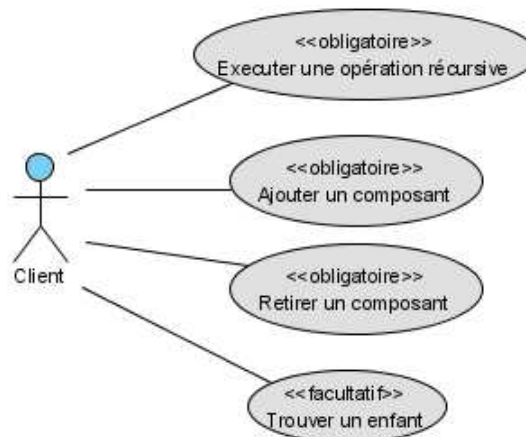 <<obligatoire>>
Executer une opération récursive
<<obligatoire>>
Ajouter un composant
Client
<<obligatoire>>
Retirer un composant
<<facultatif>>
Trouver un enfant